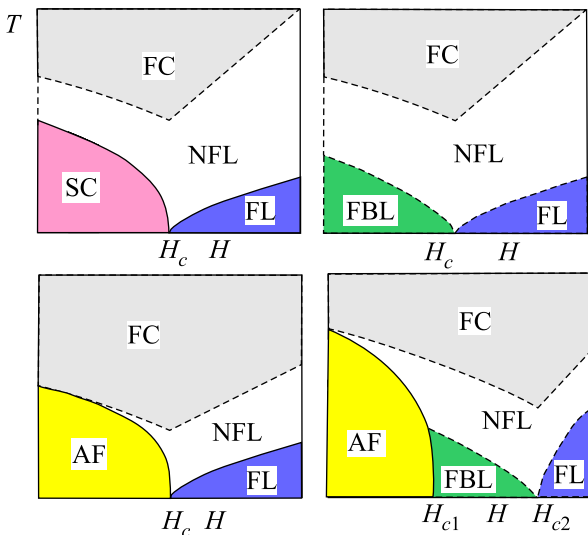 T
FC
NFL
SC
FL
H_c H
FC
NFL
FBL
FL
H_c H
FC
NFL
AF
FL
H_c H
FC
NFL
AF
FBL
FL
H_c1 H H_c2